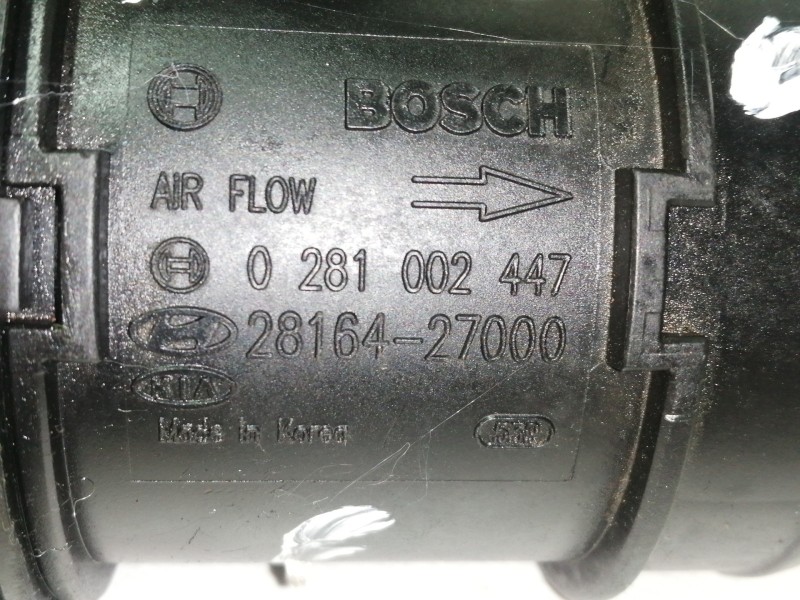 BOSCH
AIR FLOW
0 281 002 447
28164-27000
KIA
Made in Korea